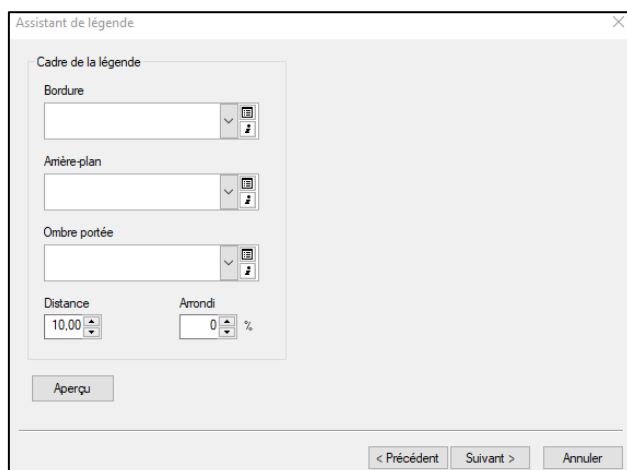 Assistant de légende
Cadre de la légende
Bordure
Arrière-plan
Ombre portée
Distance Arrondi
10,00 0 %
Aperçu
< Précédent Suivant > Annuler